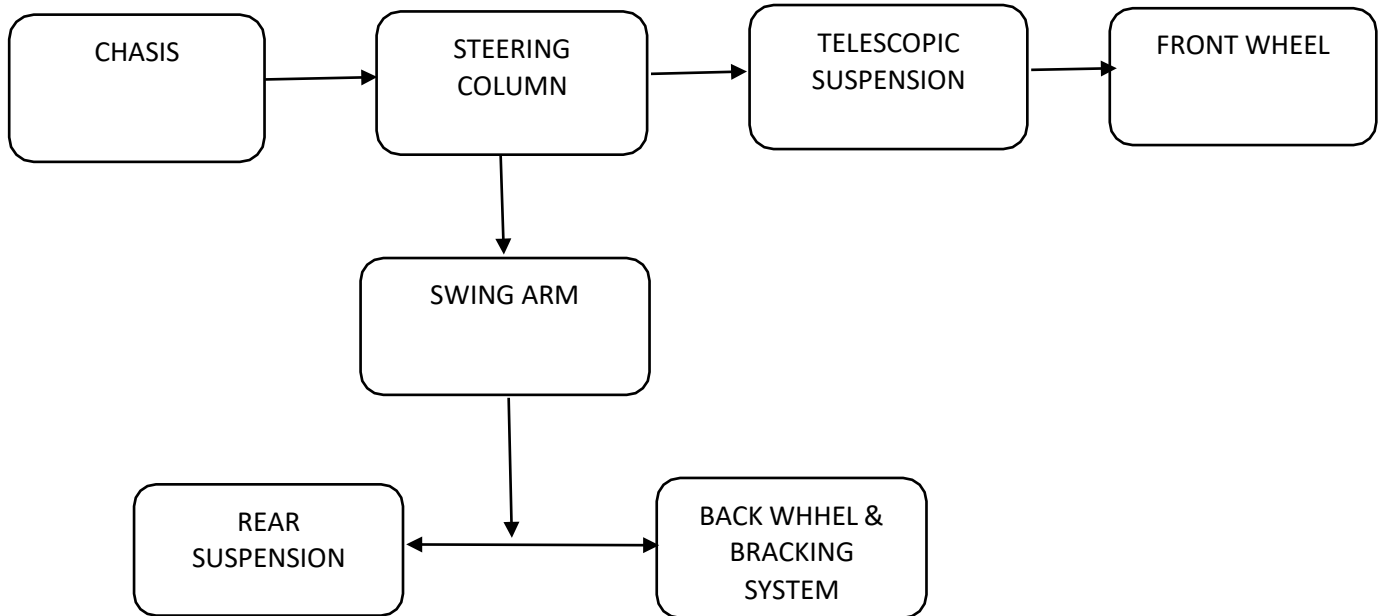 CHASIS
STEERING
COLUMN
TELESCOPIC
SUSPENSION
FRONT WHEEL
SWING ARM
REAR
SUSPENSION
BACK WHHEL &
BRACKING
SYSTEM